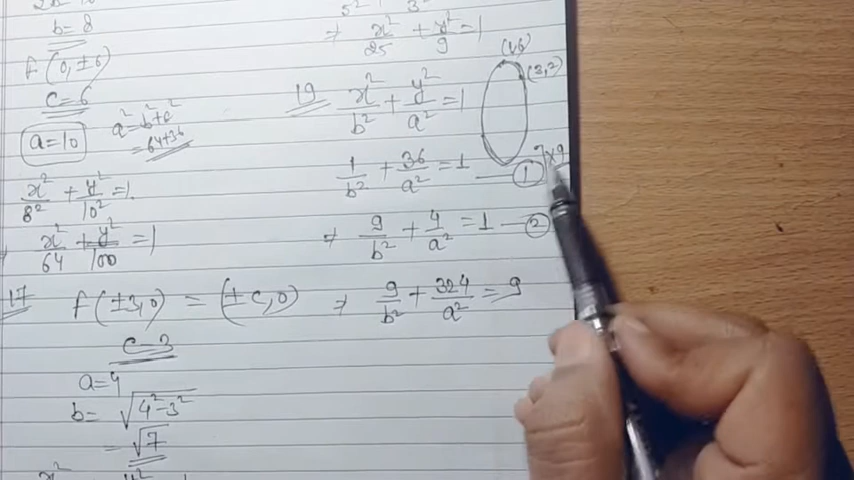 b=8
F(0,±6)
c=6
a=10
a²=b²+c²
=64+36
x²/8² + y²/10² =1.
x²/64 + y²/100 =1
17 F(±3,0) = (±c,0)
a=4
b= √4²-3²
= √7
⇒ x²/25 + y²/9 =1
19 x²/b² + y²/a² =1
(3,2)
1/b² + 36/a² =1 — ①
⇒ 9/b² + 4/a² =1 — ②
⇒ 9/b² + 324/a² =9